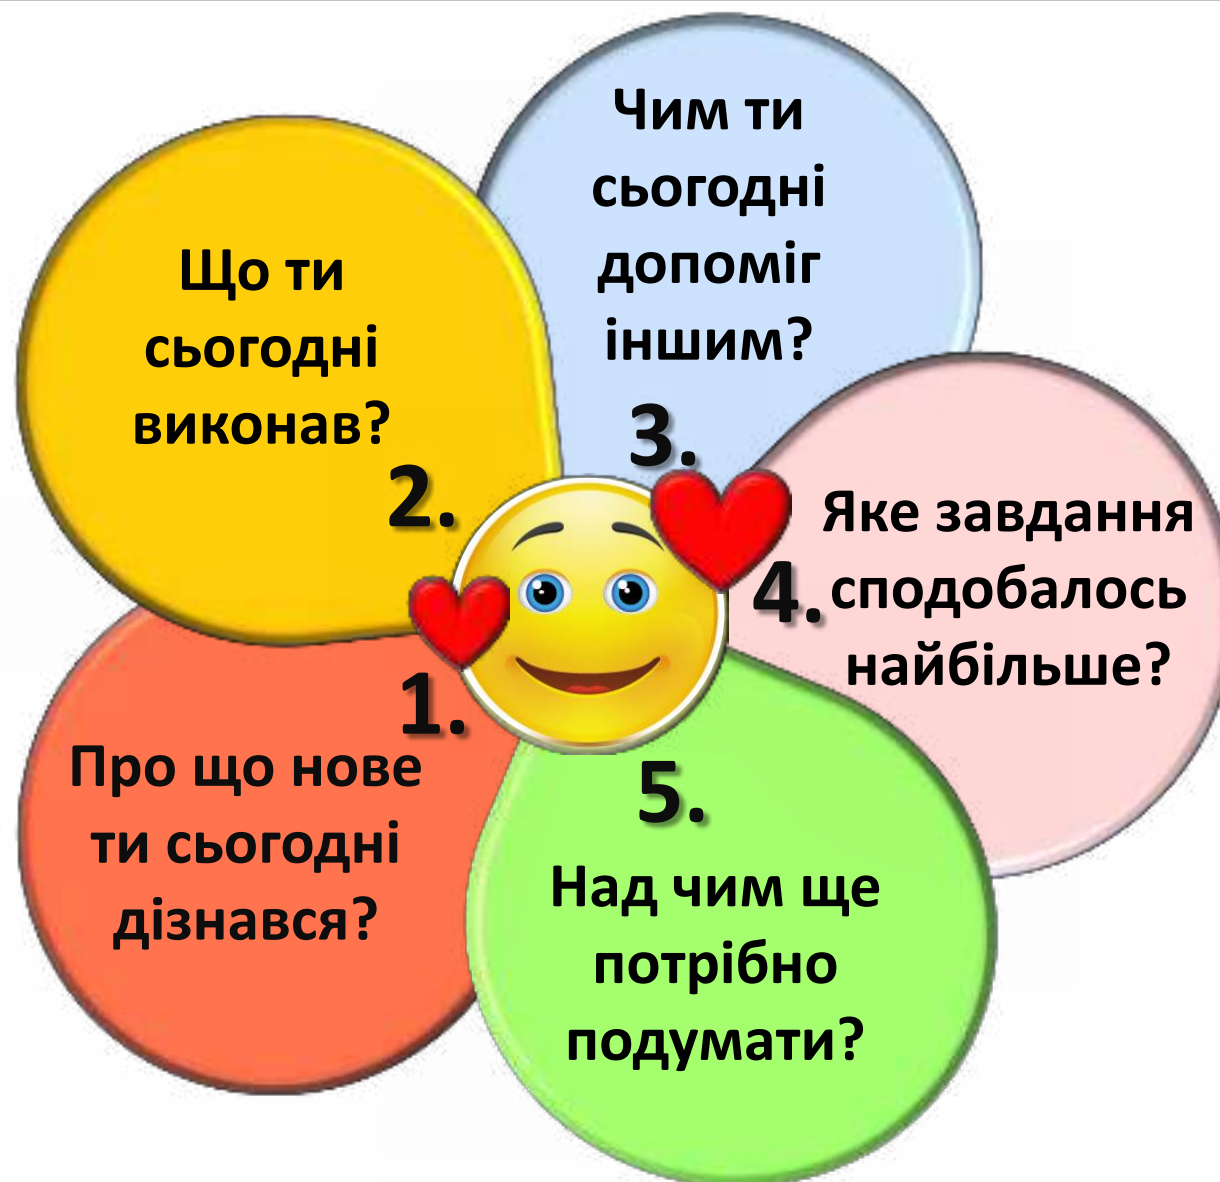 1.
Про що нове
ти сьогодні
дізнався?
2.
Що ти
сьогодні
виконав?
3.
Чим ти
сьогодні
допоміг
іншим?
4.
Яке завдання
сподобалось
найбільше?
5.
Над чим ще
потрібно
подумати?